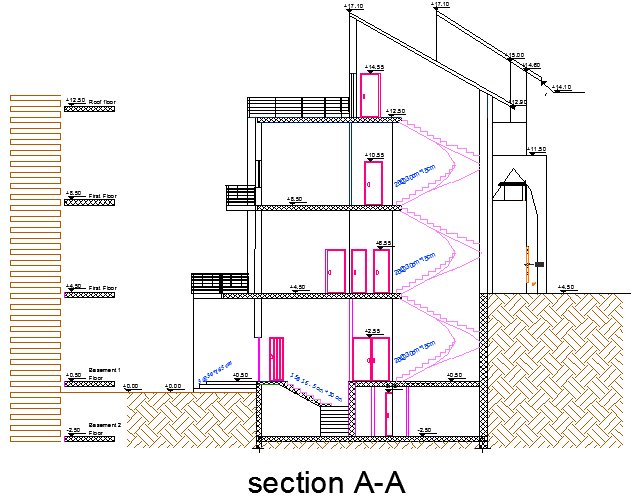 +17.10
+17.10
+15.00
+14.60
+14.55
+14.10
+12.50 Roof floor
+12.90
+12.50
+11.50
+10.55
+8.50 First Floor
+8.50
+6.55
+4.50 First Floor
+4.50
+4.50
+2.55
Basement 1
+0.50 Floor
+0.50
+0.50
±0.00
±0.00
Basement 2
-2.50 Floor
-2.50
section A-A